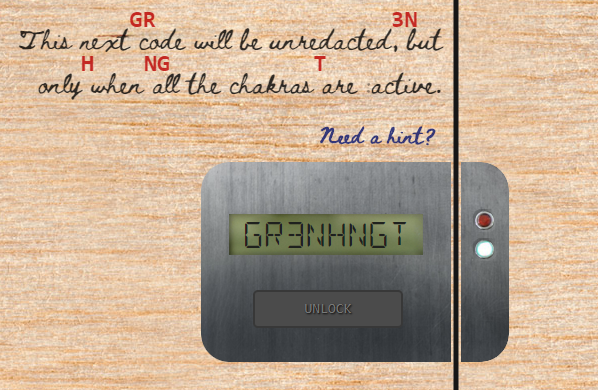 GR 3N
This next code will be unredacted, but
H NG T
only when all the chakras are active.
Need a hint?
GR3NHNGT
UNLOCK